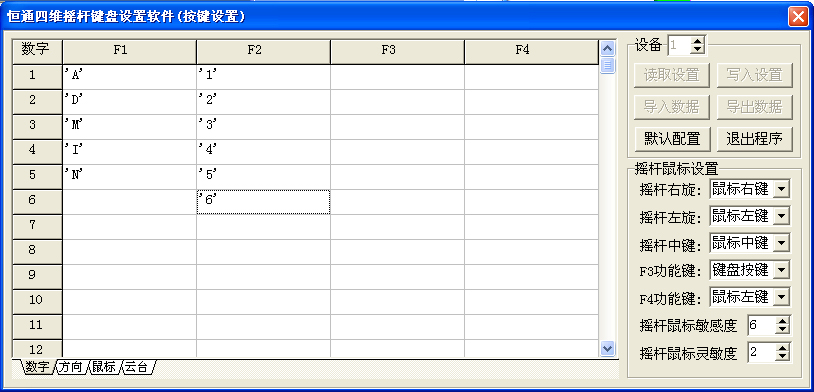 恒通四维摇杆键盘设置软件(按键设置)
数字 F1 F2 F3 F4
1 'A' '1'
2 'D' '2'
3 'M' '3'
4 'I' '4'
5 'N' '5'
6 '6'
7
8
9
10
11
12
数字 方向 鼠标 云台
设备 1
读取设置 写入设置
导入数据 导出数据
默认配置 退出程序
摇杆鼠标设置
摇杆右旋: 鼠标右键
摇杆左旋: 鼠标左键
摇杆中键: 鼠标中键
F3功能键: 键盘按键
F4功能键: 鼠标左键
摇杆鼠标敏感度 6
摇杆鼠标灵敏度 2